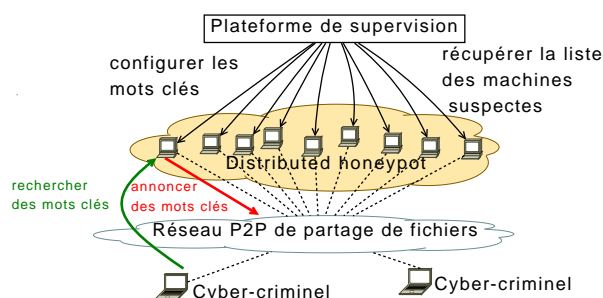 Plateforme de supervision
configurer les
mots clés
récupérer la liste
des machines
suspectes
Distributed honeypot
rechercher
des mots clés
annoncer
des mots clés
Réseau P2P de partage de fichiers
Cyber-criminel
Cyber-criminel